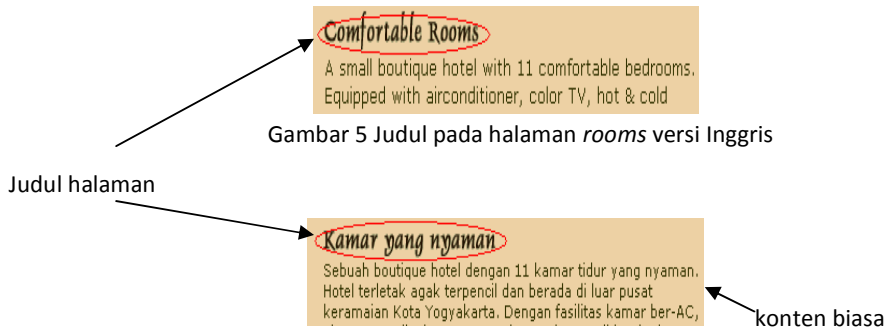 Comfortable Rooms
A small boutique hotel with 11 comfortable bedrooms.
Equipped with airconditioner, color TV, hot & cold
Gambar 5 Judul pada halaman rooms versi Inggris
Judul halaman
Kamar yang nyaman
Sebuah boutique hotel dengan 11 kamar tidur yang nyaman.
Hotel terletak agak terpencil dan berada di luar pusat
keramaian Kota Yogyakarta. Dengan fasilitas kamar ber-AC,
konten biasa